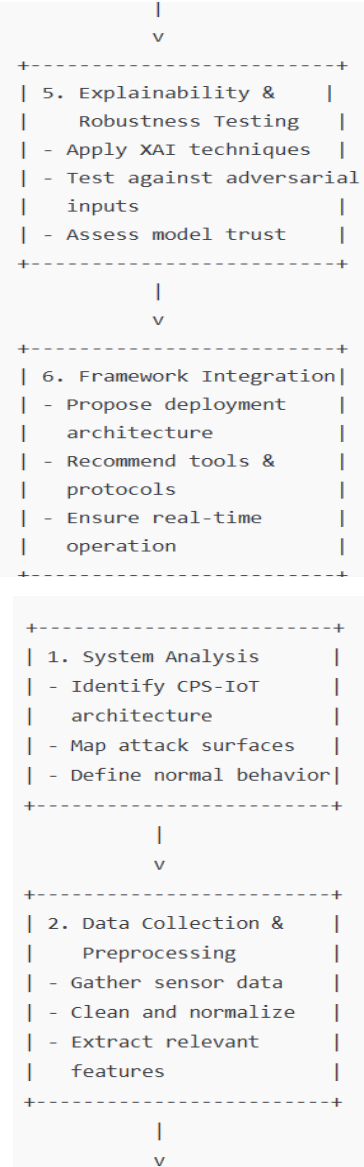 |
v
+--------------------------+
| 5. Explainability &    |
|    Robustness Testing   |
| - Apply XAI techniques  |
| - Test against adversarial
|   inputs                |
| - Assess model trust    |
+--------------------------+
|
v
+--------------------------+
| 6. Framework Integration|
| - Propose deployment    |
|   architecture          |
| - Recommend tools &     |
|   protocols             |
| - Ensure real-time      |
|   operation             |
+--------------------------+
+-------------------------+
| 1. System Analysis      |
| - Identify CPS-IoT      |
|   architecture          |
| - Map attack surfaces   |
| - Define normal behavior|
+-------------------------+
|
v
+-------------------------+
| 2. Data Collection &    |
|    Preprocessing        |
| - Gather sensor data    |
| - Clean and normalize   |
| - Extract relevant      |
|   features              |
+-------------------------+
|
v